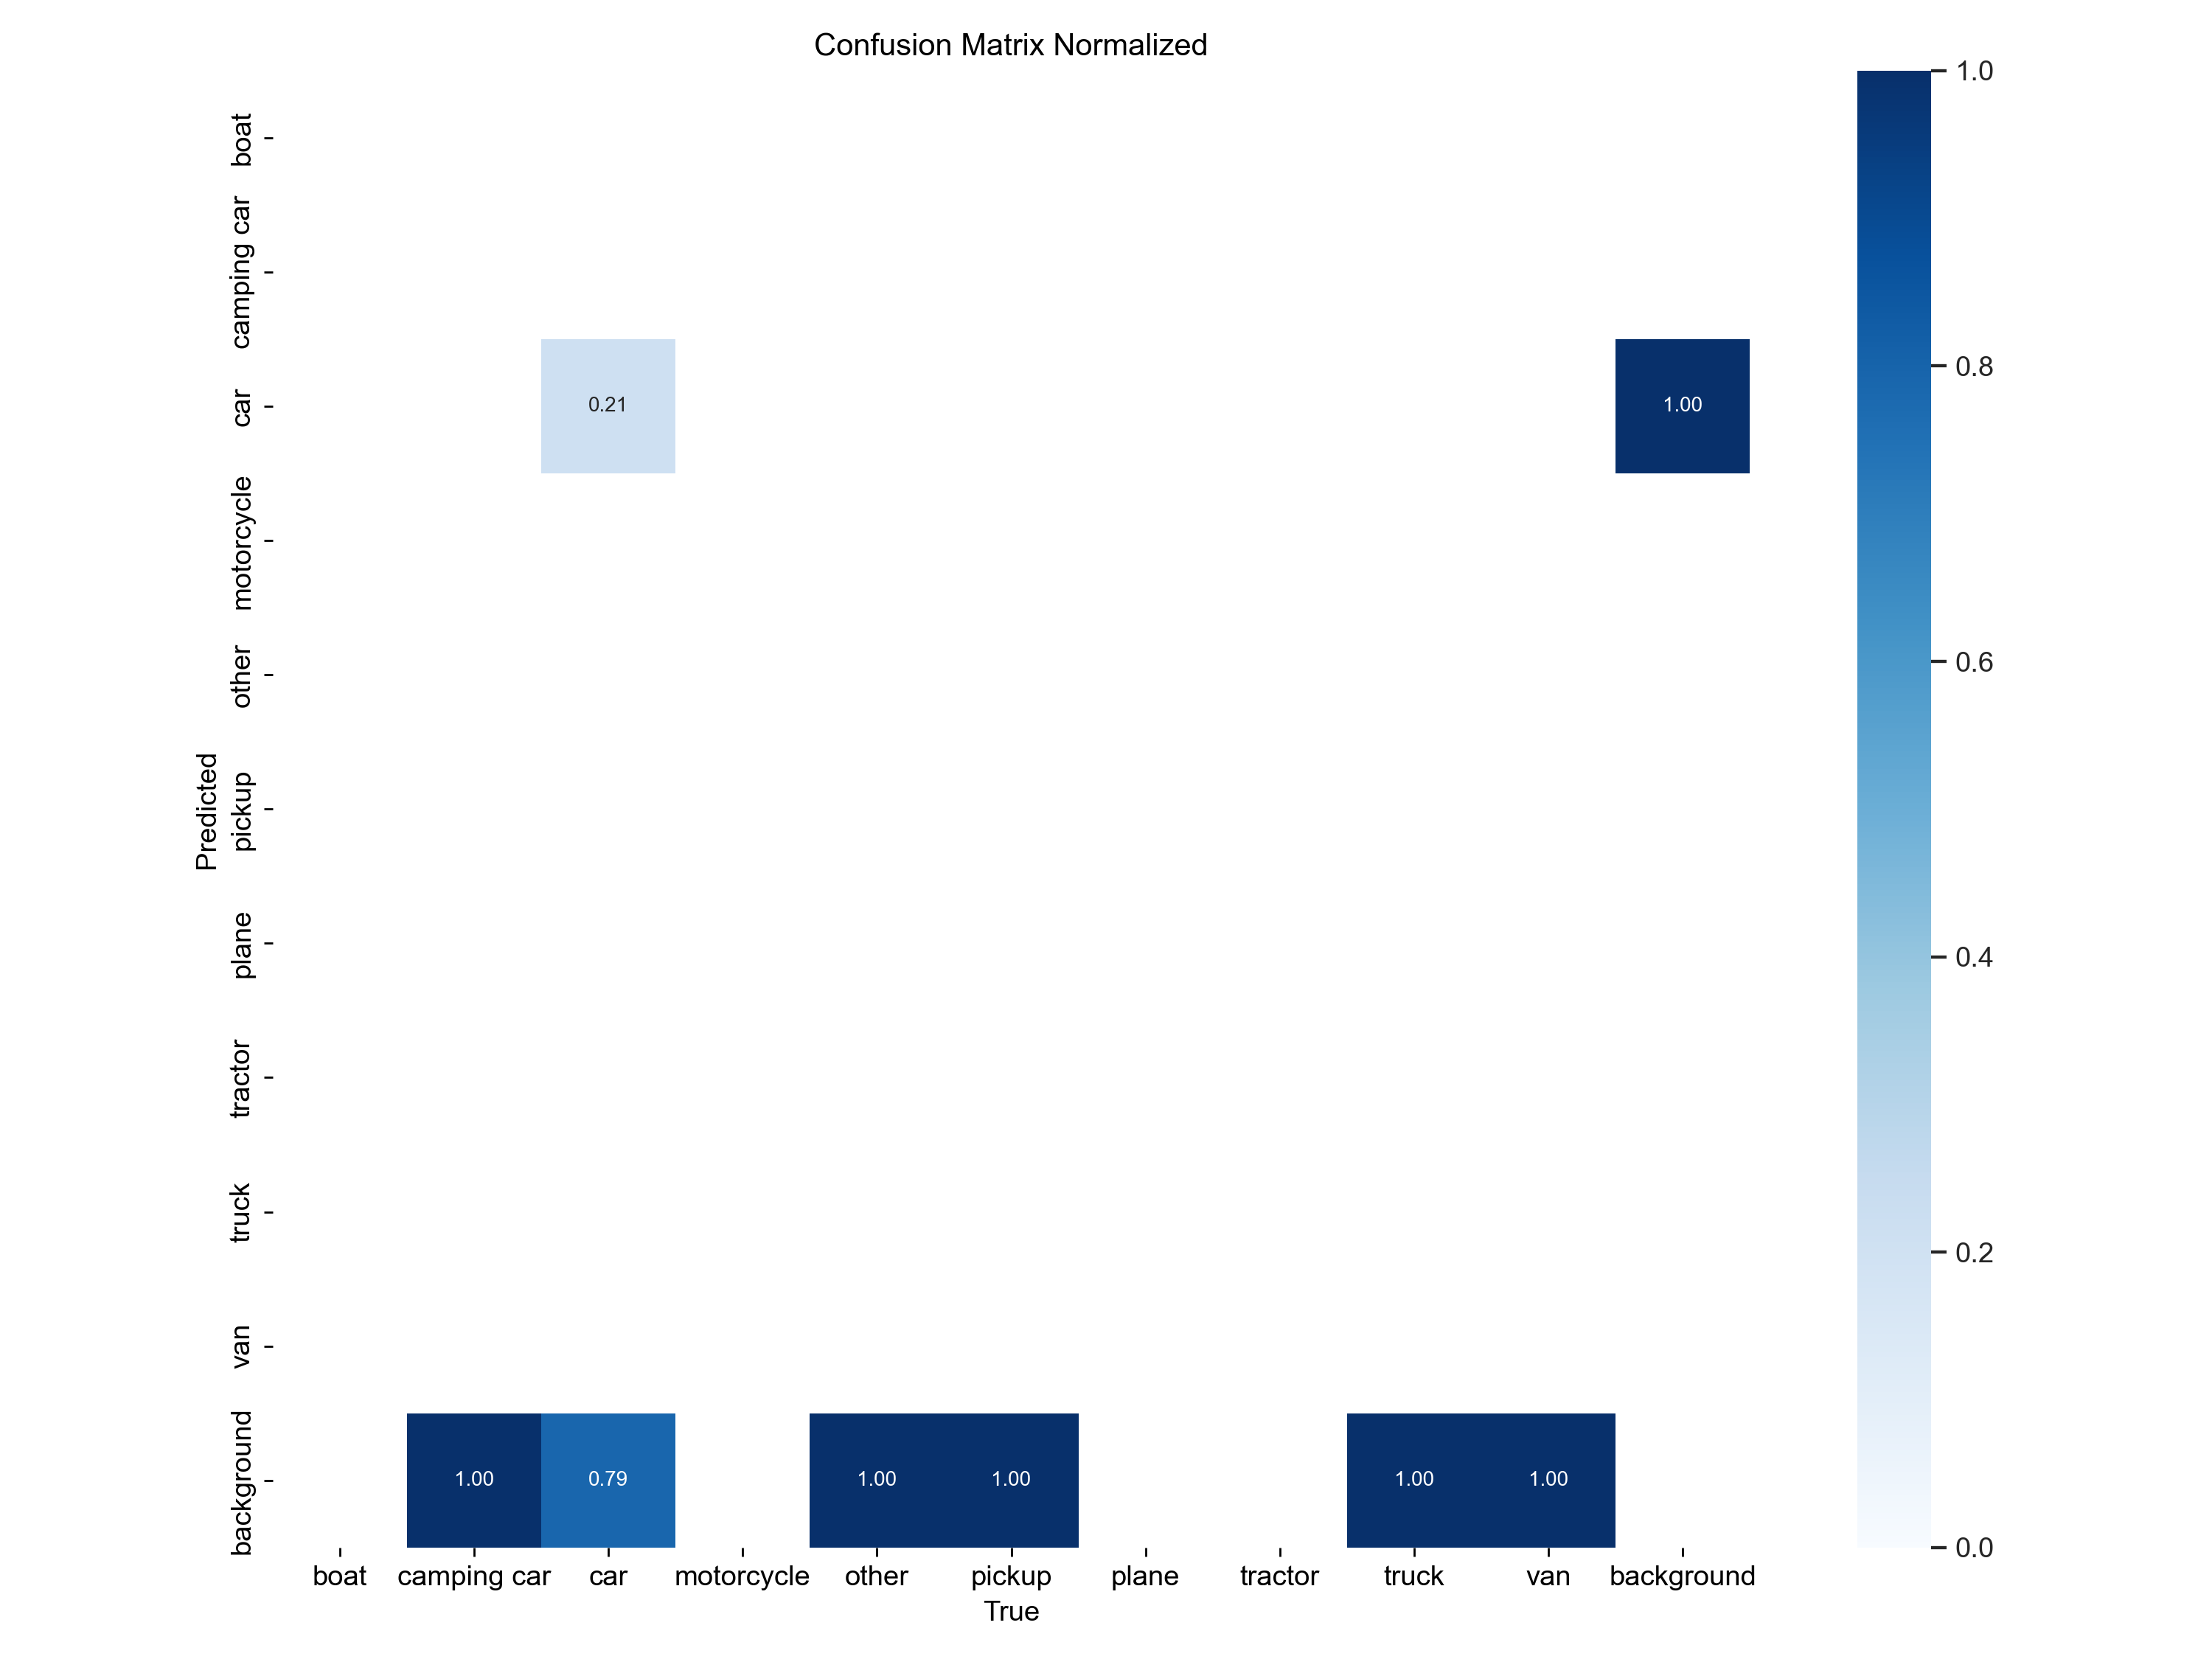 Confusion Matrix Normalized
1.0
boat
camping car
0.8
car
0.21
1.00
motorcycle
0.6
other
Predicted
pickup
plane
0.4
tractor
truck
0.2
van
background
1.00
0.79
1.00
1.00
1.00
1.00
0.0
boat
camping car
car
motorcycle
other
pickup
plane
tractor
truck
van
background
True